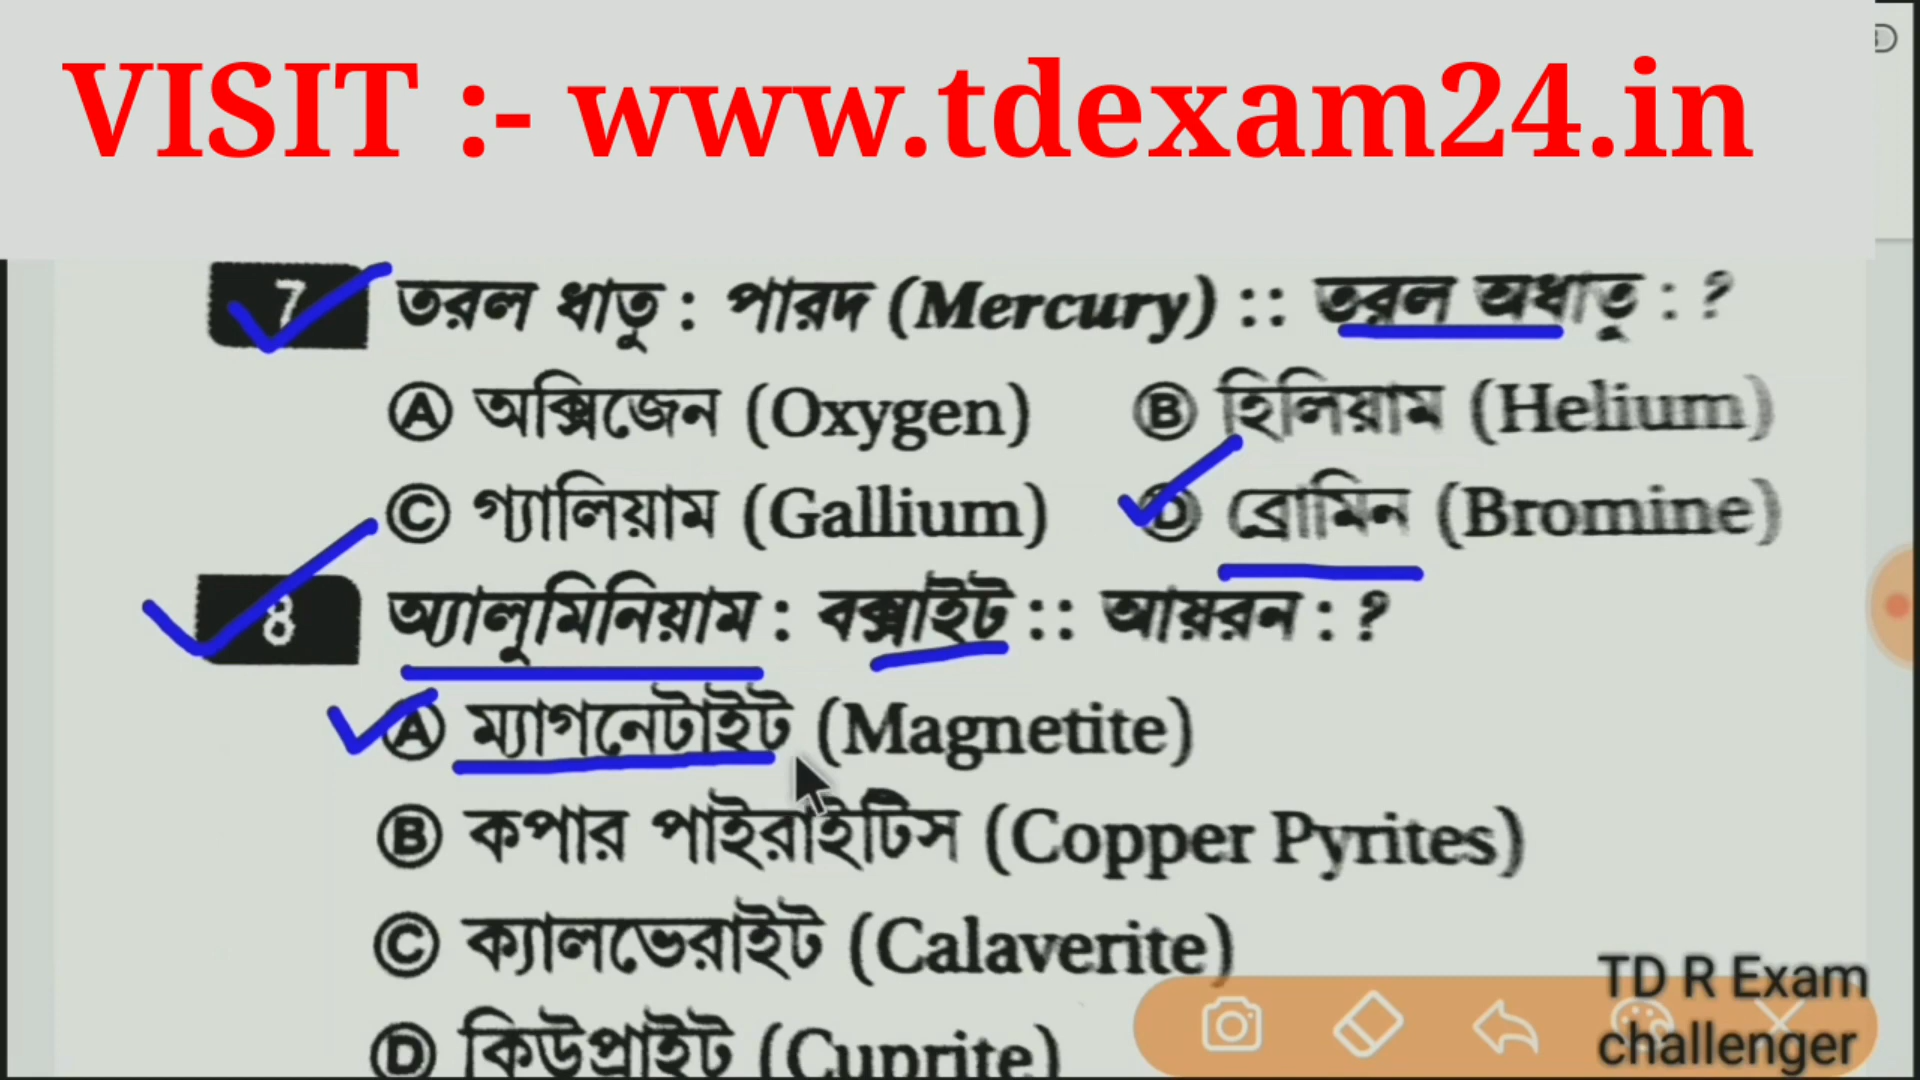 VISIT :- www.tdexam24.in
7 তরল ধাতু : পারদ (Mercury) :: তরল অধাতু : ?
Ⓐ অক্সিজেন (Oxygen) Ⓑ হিলিয়াম (Helium)
Ⓒ গ্যালিয়াম (Gallium) Ⓓ ব্রোমিন (Bromine)
8 অ্যালুমিনিয়াম : বক্সাইট :: আয়রন : ?
Ⓐ ম্যাগনেটাইট (Magnetite)
Ⓑ কপার পাইরাইটিস (Copper Pyrites)
Ⓒ ক্যালভেরাইট (Calaverite)
Ⓓ কিউপ্রাইট (Cuprite)
TD R Exam
challenger